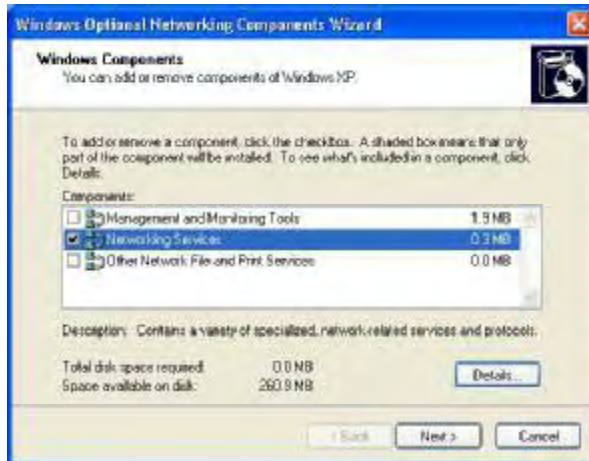 Windows Optional Networking Components Wizard
Windows Components
You can add or remove components of Windows XP.
To add or remove a component, click the checkbox. A shaded box means that only
part of the component will be installed. To see what's included in a component, click
Details.
Components:
Management and Monitoring Tools 1.9 MB
Networking Services 0.3 MB
Other Network File and Print Services 0.0 MB
Description: Contains a variety of specialized, network-related services and protocols.
Total disk space required: 0.0 MB
Space available on disk: 260.9 MB
Details...
< Back Next > Cancel